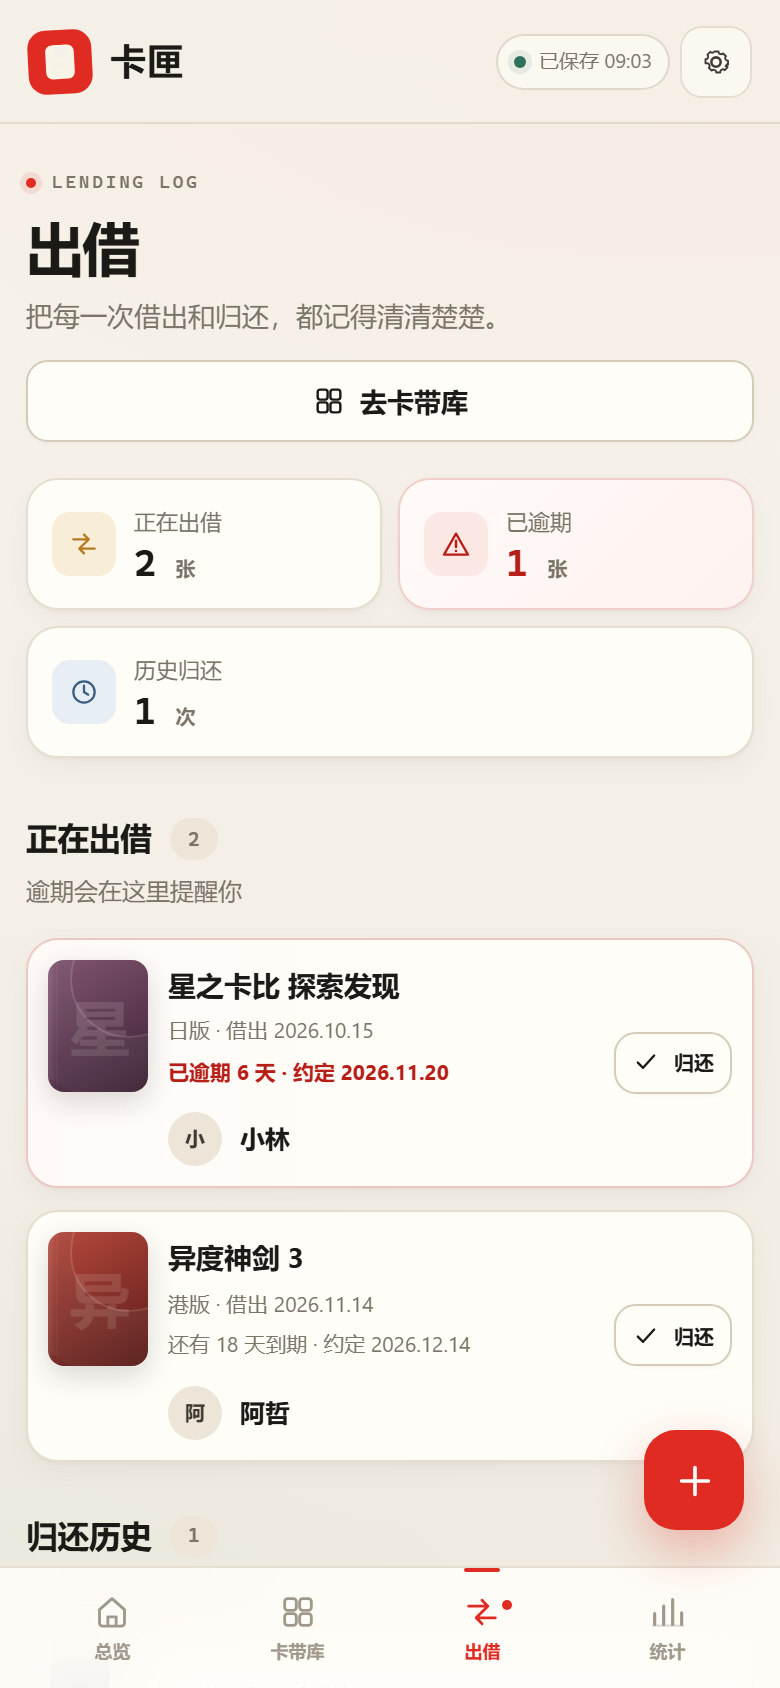 卡匣
已保存 09:03
LENDING LOG
出借
把每一次借出和归还，都记得清清楚楚。
去卡带库
正在出借
2 张
已逾期
1 张
历史归还
1 次
正在出借 2
逾期会在这里提醒你
星
星之卡比 探索发现
日版 · 借出 2026.10.15
已逾期 6 天 · 约定 2026.11.20
归还
小 小林
异
异度神剑 3
港版 · 借出 2026.11.14
还有 18 天到期 · 约定 2026.12.14
归还
阿 阿哲
归还历史 1
总览
卡带库
出借
统计